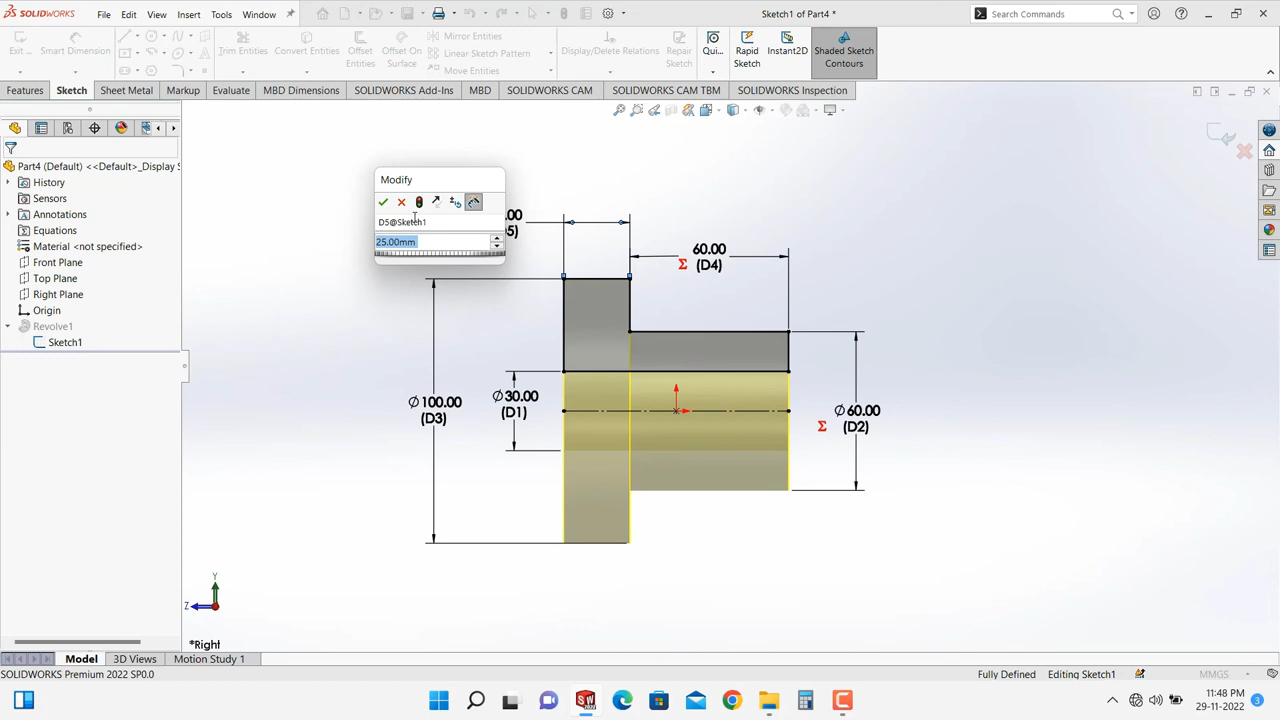 SOLIDWORKS File Edit View Insert Tools Window Sketch1 of Part4 * Search Commands
Exit ... Smart Dimension Trim Entities Convert Entities Offset Entities Offset On Surface Mirror Entities Linear Sketch Pattern Move Entities Display/Delete Relations Repair Sketch Qui... Rapid Sketch Instant2D Shaded Sketch Contours
Features Sketch Sheet Metal Markup Evaluate MBD Dimensions SOLIDWORKS Add-Ins MBD SOLIDWORKS CAM SOLIDWORKS CAM TBM SOLIDWORKS Inspection
Part4 (Default) <<Default>_Display S
History
Sensors
Annotations
Equations
Material <not specified>
Front Plane
Top Plane
Right Plane
Origin
Revolve1
Sketch1
Modify
D5@Sketch1
25.00mm
60.00
Σ (D4)
Ø100.00
(D3)
Ø30.00
(D1)
Ø60.00
Σ (D2)
Y
Z
*Right
Model 3D Views Motion Study 1
SOLIDWORKS Premium 2022 SP0.0 Fully Defined Editing Sketch1 MMGS
11:48 PM
29-11-2022
3